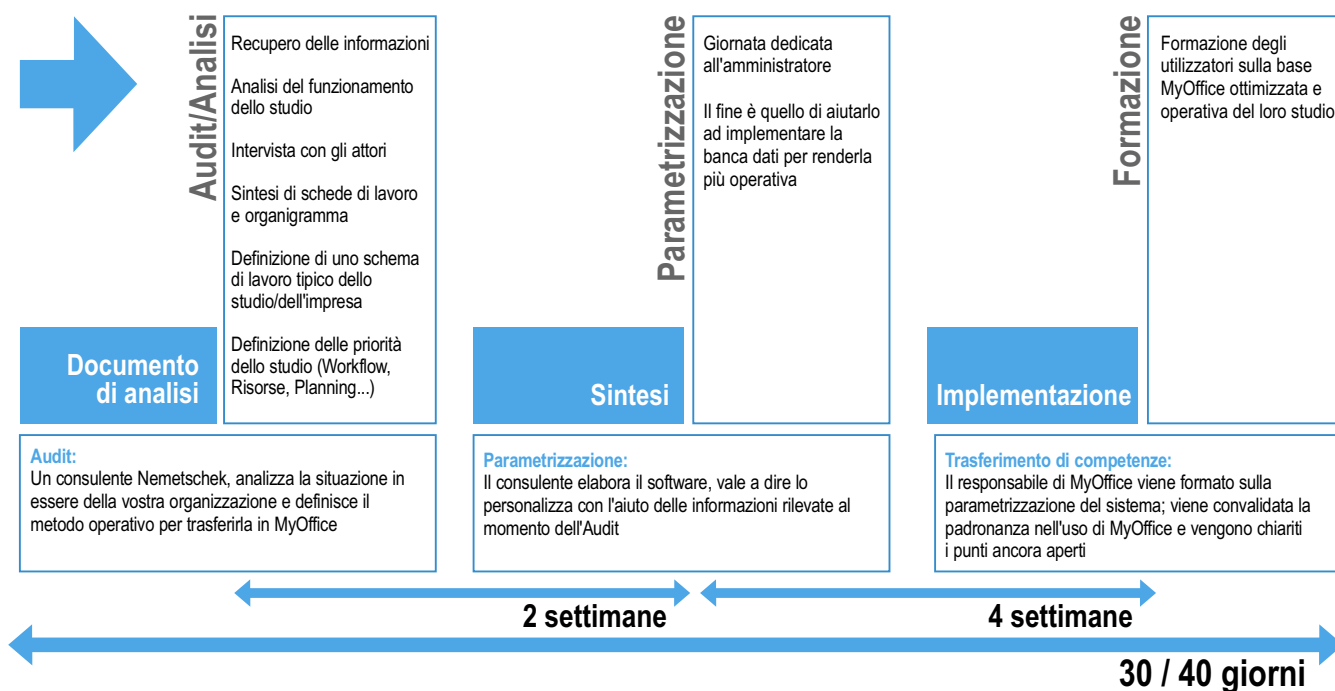 Audit/Analisi
Recupero delle informazioni
Analisi del funzionamento
dello studio
Intervista con gli attori
Sintesi di schede di lavoro
e organigramma
Definizione di uno schema
di lavoro tipico dello
studio/dell'impresa
Definizione delle priorità
dello studio (Workflow,
Risorse, Planning...)
Documento
di analisi
Audit:
Un consulente Nemetschek, analizza la situazione in
essere della vostra organizzazione e definisce il
metodo operativo per trasferirla in MyOffice
Parametrizzazione
Giornata dedicata
all'amministratore
Il fine è quello di aiutarlo
ad implementare la
banca dati per renderla
più operativa
Sintesi
Parametrizzazione:
Il consulente elabora il software, vale a dire lo
personalizza con l'aiuto delle informazioni rilevate al
momento dell'Audit
Formazione
Formazione degli
utilizzatori sulla base
MyOffice ottimizzata e
operativa del loro studio
Implementazione
Trasferimento di competenze:
Il responsabile di MyOffice viene formato sulla
parametrizzazione del sistema; viene convalidata la
padronanza nell'uso di MyOffice e vengono chiariti
i punti ancora aperti
2 settimane
4 settimane
30 / 40 giorni